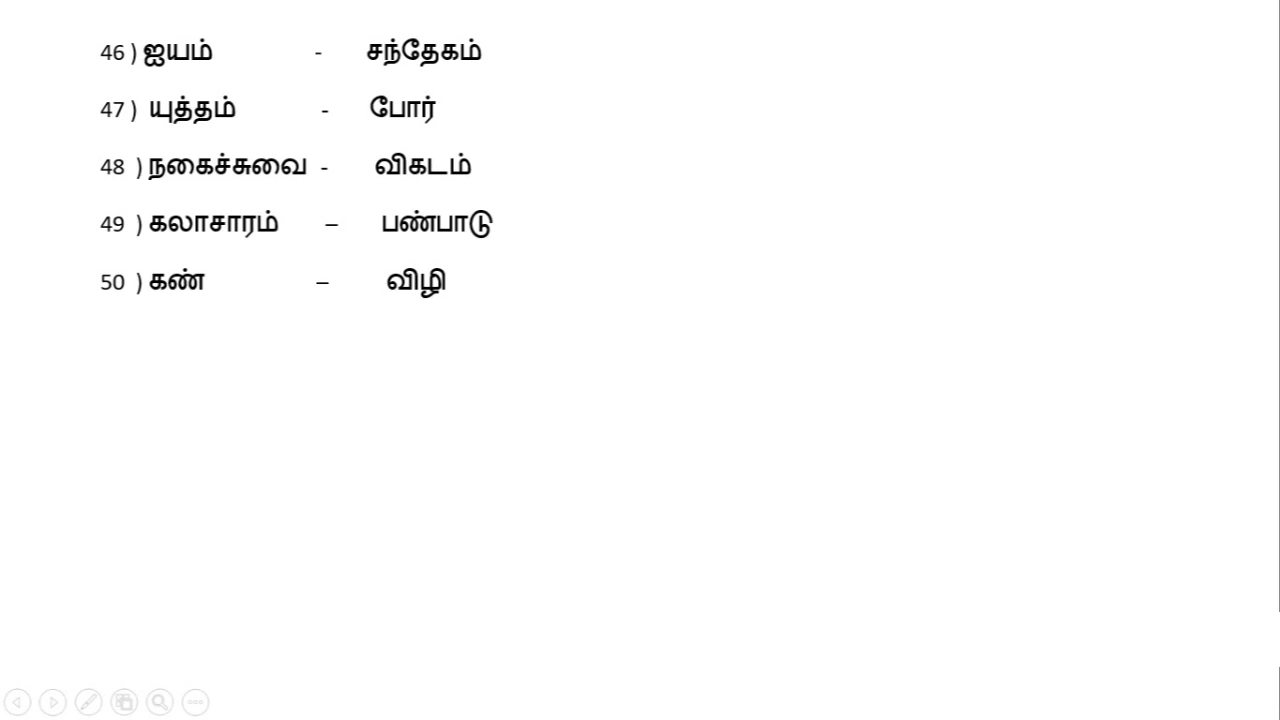 46 ) ஐயம் - சந்தேகம்
47 ) யுத்தம் - போர்
48 ) நகைச்சுவை - விகடம்
49 ) கலாசாரம் – பண்பாடு
50 ) கண் – விழி